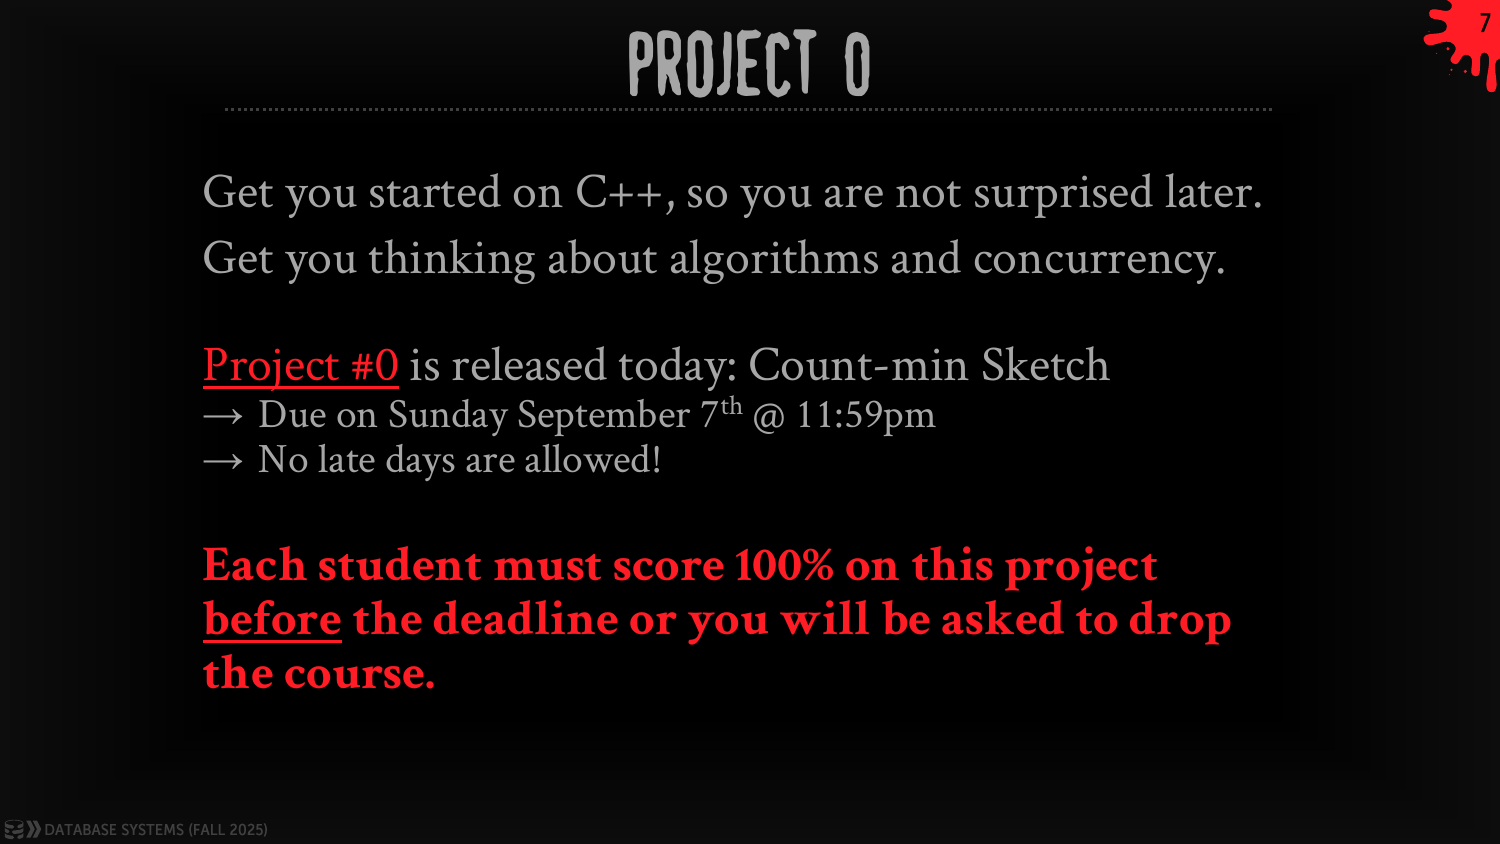 PROJECT 0
7
Get you started on C++, so you are not surprised later.
Get you thinking about algorithms and concurrency.
Project #0 is released today: Count-min Sketch
→ Due on Sunday September 7th @ 11:59pm
→ No late days are allowed!
Each student must score 100% on this project
before the deadline or you will be asked to drop
the course.
DATABASE SYSTEMS (FALL 2025)